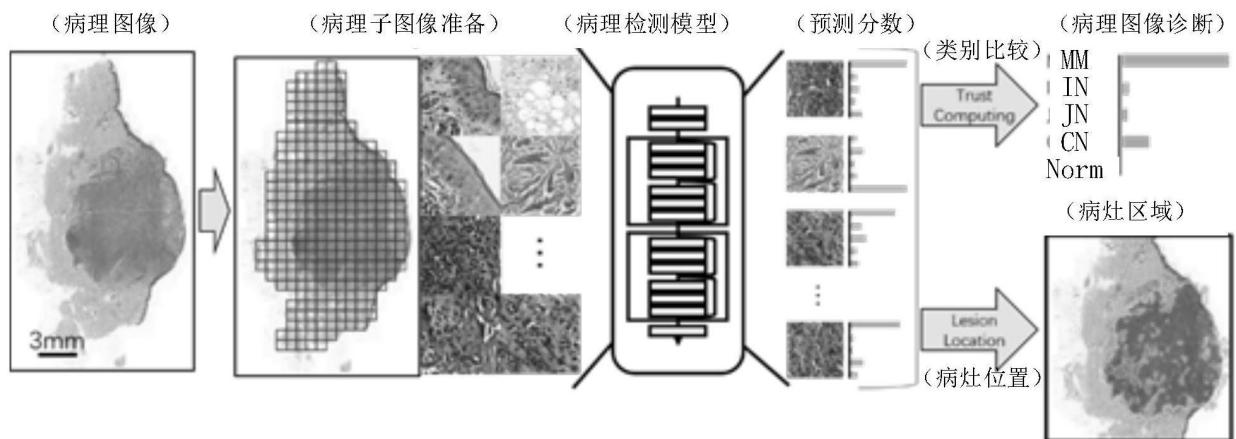 （病理图像）
（病理子图像准备）
（病理检测模型）
（预测分数）
（病理图像诊断）
（类别比较）
Trust
Computing
MM
IN
JN
CN
Norm
（病灶区域）
3mm
Lesion
Location
（病灶位置）